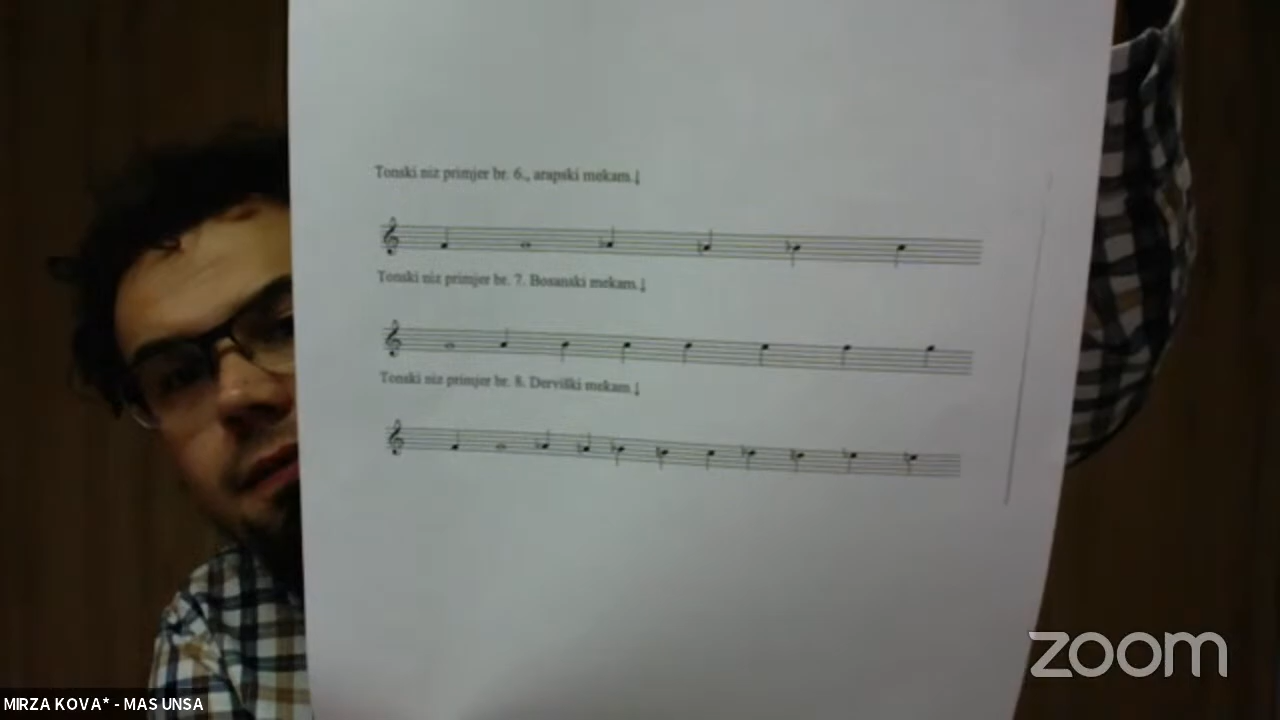 Tonski niz primjer br. 6., arapski mekam.↓
Tonski niz primjer br. 7. Bosanski mekam.↓
Tonski niz primjer br. 8. Derviški mekam.↓
zoom
MIRZA KOVA* - MAS UNSA